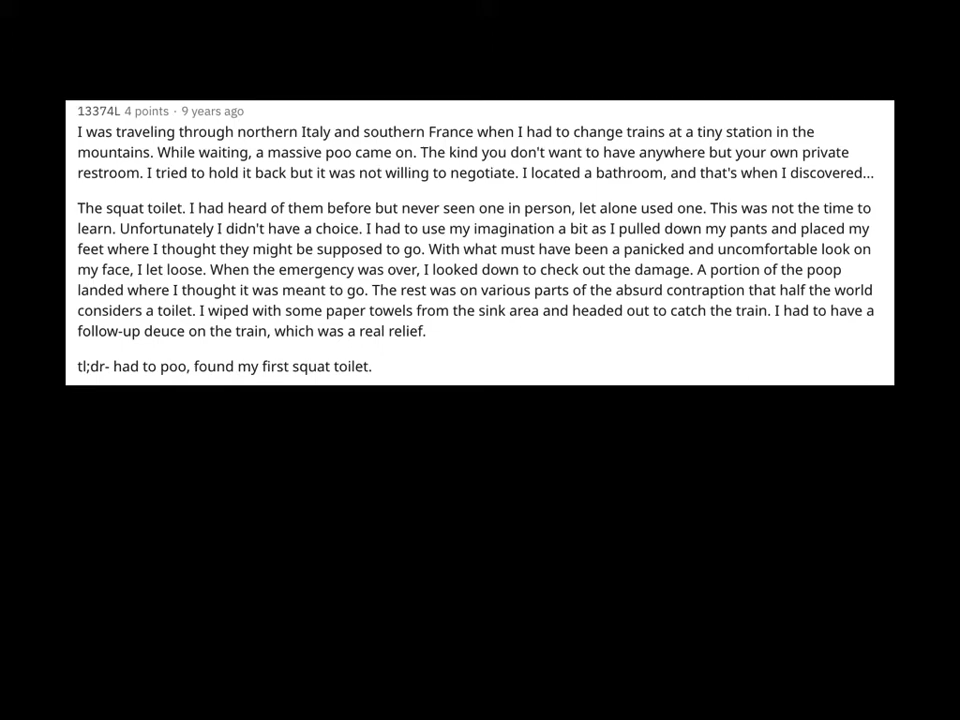 13374L 4 points · 9 years ago
I was traveling through northern Italy and southern France when I had to change trains at a tiny station in the
mountains. While waiting, a massive poo came on. The kind you don't want to have anywhere but your own private
restroom. I tried to hold it back but it was not willing to negotiate. I located a bathroom, and that's when I discovered...
The squat toilet. I had heard of them before but never seen one in person, let alone used one. This was not the time to
learn. Unfortunately I didn't have a choice. I had to use my imagination a bit as I pulled down my pants and placed my
feet where I thought they might be supposed to go. With what must have been a panicked and uncomfortable look on
my face, I let loose. When the emergency was over, I looked down to check out the damage. A portion of the poop
landed where I thought it was meant to go. The rest was on various parts of the absurd contraption that half the world
considers a toilet. I wiped with some paper towels from the sink area and headed out to catch the train. I had to have a
follow-up deuce on the train, which was a real relief.
tl;dr- had to poo, found my first squat toilet.